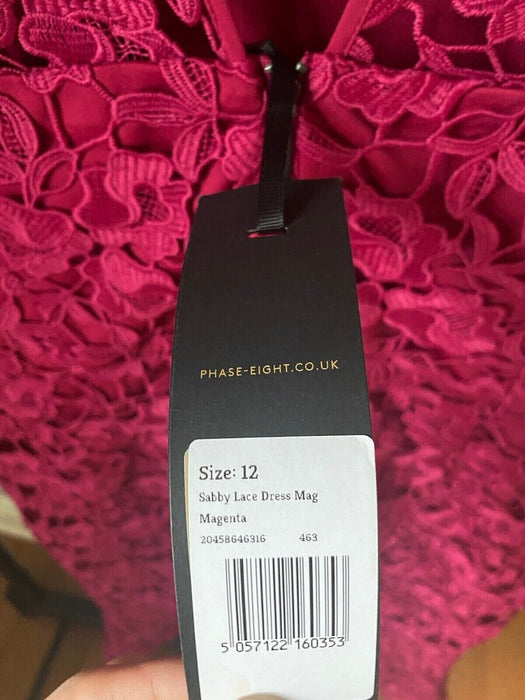 PHASE-EIGHT.CO.UK
Size: 12
Sabby Lace Dress Mag
Magenta
20458646316 463
5 057122 160353